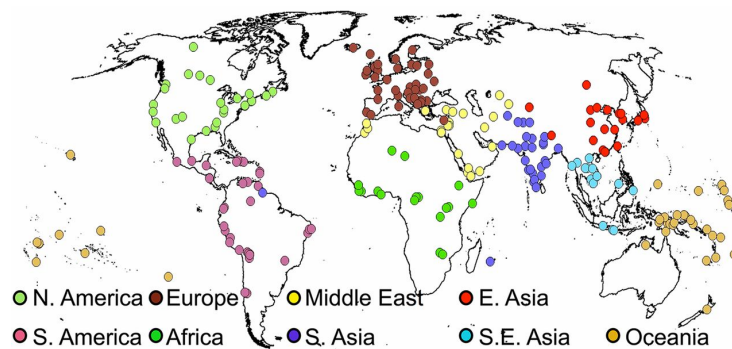 N. America Europe Middle East E. Asia
S. America Africa S. Asia S.E. Asia Oceania